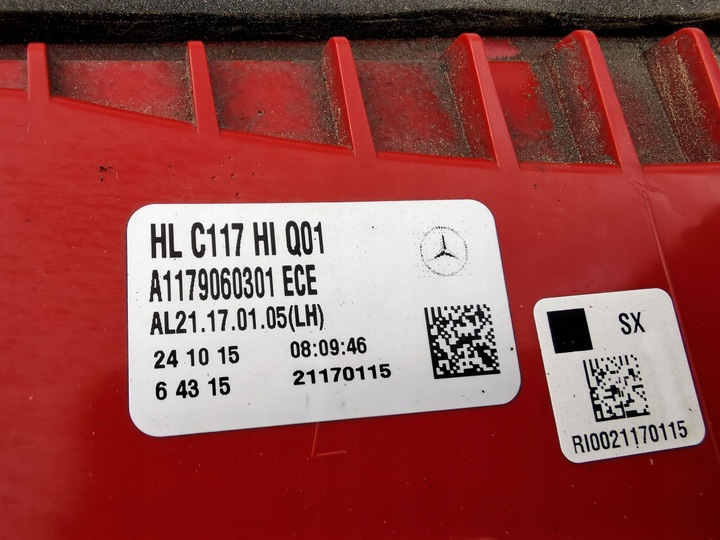 HL C117 HI Q01
A1179060301 ECE
AL21.17.01.05(LH)
24 10 15 08:09:46
6 43 15 21170115
SX
RI0021170115